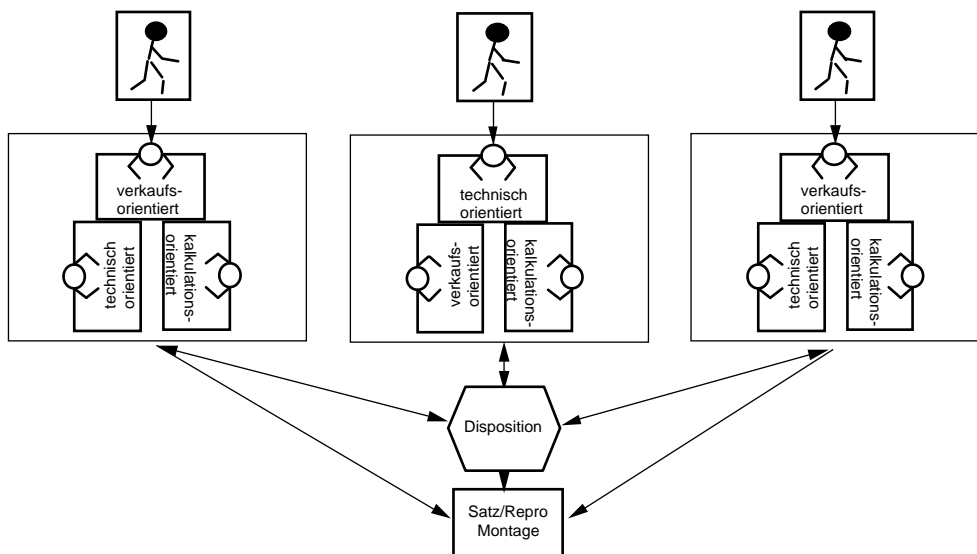 verkaufs-
orientiert
technisch
orientiert
kalkulations-
orientiert
technisch
orientiert
verkaufs-
orientiert
kalkulations-
orientiert
verkaufs-
orientiert
technisch
orientiert
kalkulations-
orientiert
Disposition
Satz/Repro
Montage